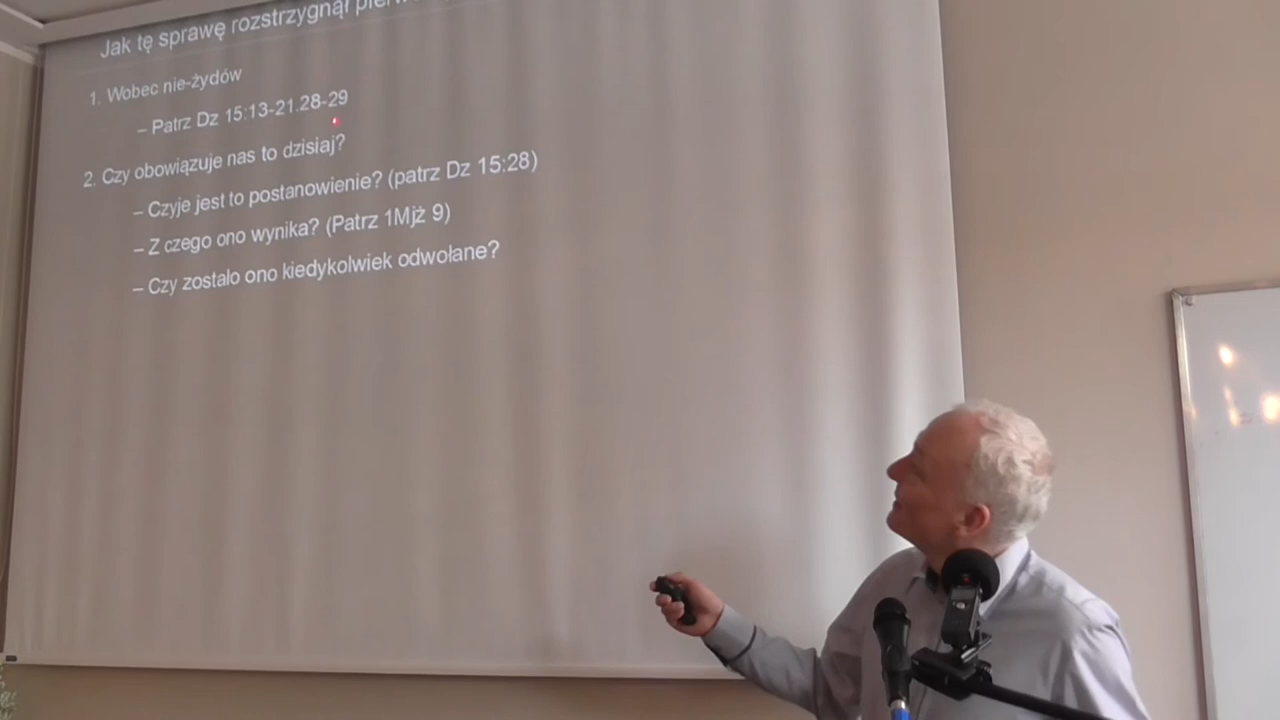 Jak tę sprawę rozstrzygnął
1. Wobec nie-żydów
– Patrz Dz 15:13-21.28-29
2. Czy obowiązuje nas to dzisiaj?
– Czyje jest to postanowienie? (patrz Dz 15:28)
– Z czego ono wynika? (Patrz 1Mjż 9)
– Czy zostało ono kiedykolwiek odwołane?